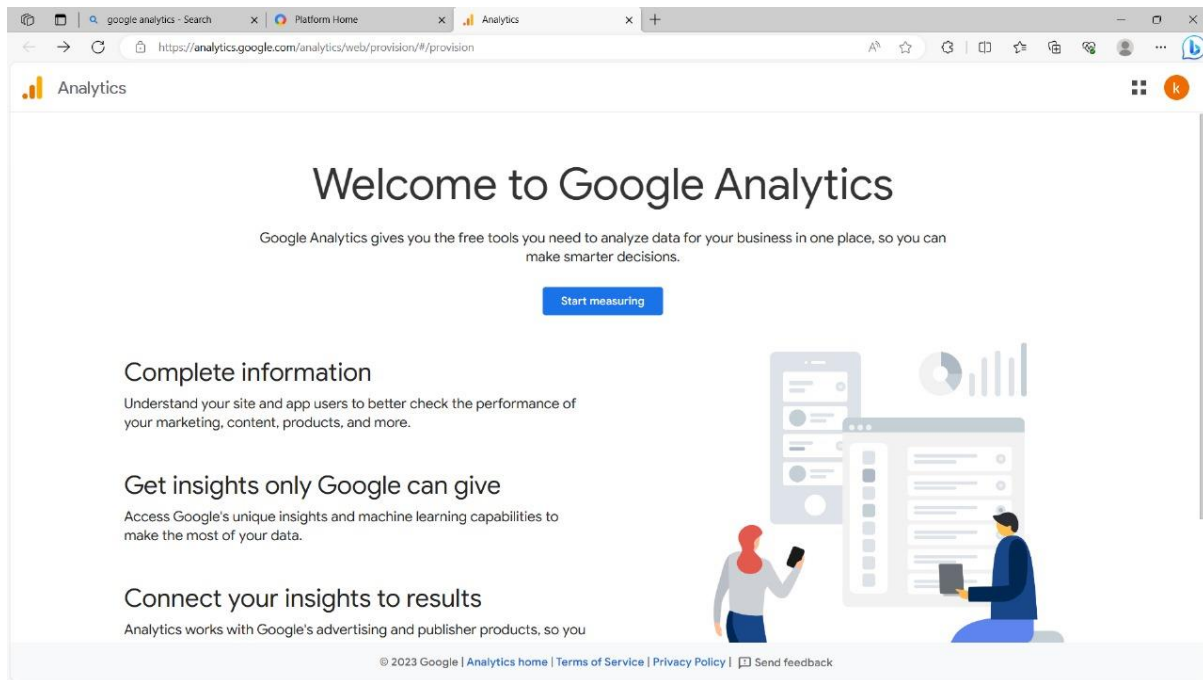 google analytics - Search
Platform Home
Analytics
https://analytics.google.com/analytics/web/provision/#/provision
Analytics
k
Welcome to Google Analytics
Google Analytics gives you the free tools you need to analyze data for your business in one place, so you can
make smarter decisions.
Start measuring
Complete information
Understand your site and app users to better check the performance of
your marketing, content, products, and more.
Get insights only Google can give
Access Google's unique insights and machine learning capabilities to
make the most of your data.
Connect your insights to results
Analytics works with Google's advertising and publisher products, so you
© 2023 Google | Analytics home | Terms of Service | Privacy Policy | Send feedback